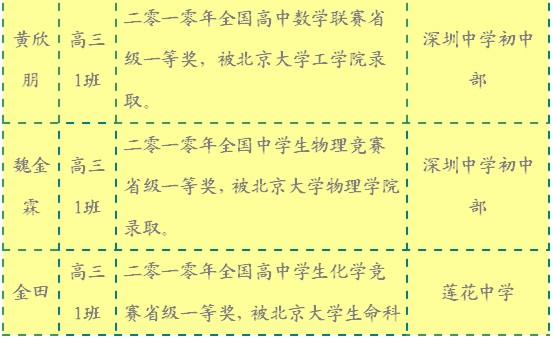 黄欣
朋
高三
1班
二零一零年全国高中数学联赛省
级一等奖，被北京大学工学院录
取。
深圳中学初中
部
魏金
霖
高三
1班
二零一零年全国中学生物理竞赛
省级一等奖，被北京大学物理学院
录取。
深圳中学初中
部
金田
高三
1班
二零一零年全国高中学生化学竞
赛省级一等奖，被北京大学生命科
莲花中学